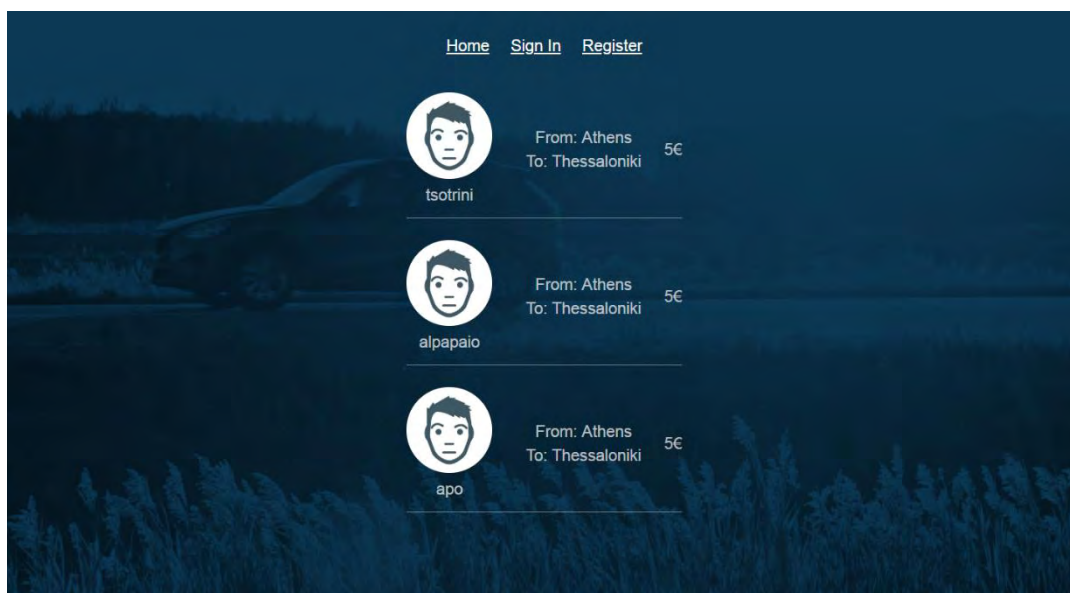 Home Sign In Register
From: Athens
To: Thessaloniki
5€
tsotrini
From: Athens
To: Thessaloniki
5€
alpapaio
From: Athens
To: Thessaloniki
5€
apo